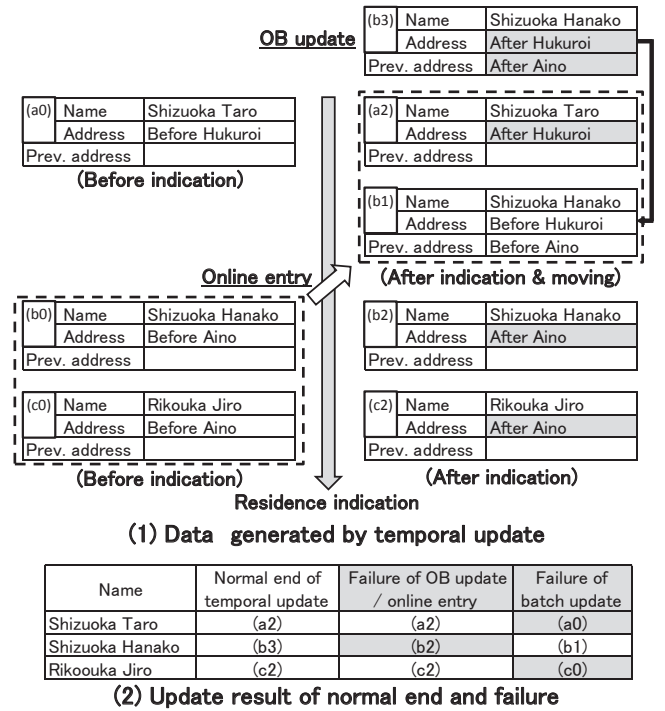 OB update
(b3) Name Shizuoka Hanako
Address After Hukuroi
Prev. address After Aino
(a0) Name Shizuoka Taro
Address Before Hukuroi
Prev. address
(Before indication)
(a2) Name Shizuoka Taro
Address After Hukuroi
Prev. address
(b1) Name Shizuoka Hanako
Address Before Hukuroi
Prev. address Before Aino
(After indication & moving)
Online entry
(b0) Name Shizuoka Hanako
Address Before Aino
Prev. address
(c0) Name Rikouka Jiro
Address Before Aino
Prev. address
(Before indication)
(b2) Name Shizuoka Hanako
Address After Aino
Prev. address
(c2) Name Rikouka Jiro
Address After Aino
Prev. address
(After indication)
Residence indication
(1) Data generated by temporal update
Name Normal end of temporal update Failure of OB update / online entry Failure of batch update
Shizuoka Taro (a2) (a2) (a0)
Shizuoka Hanako (b3) (b2) (b1)
Rikoouka Jiro (c2) (c2) (c0)
(2) Update result of normal end and failure